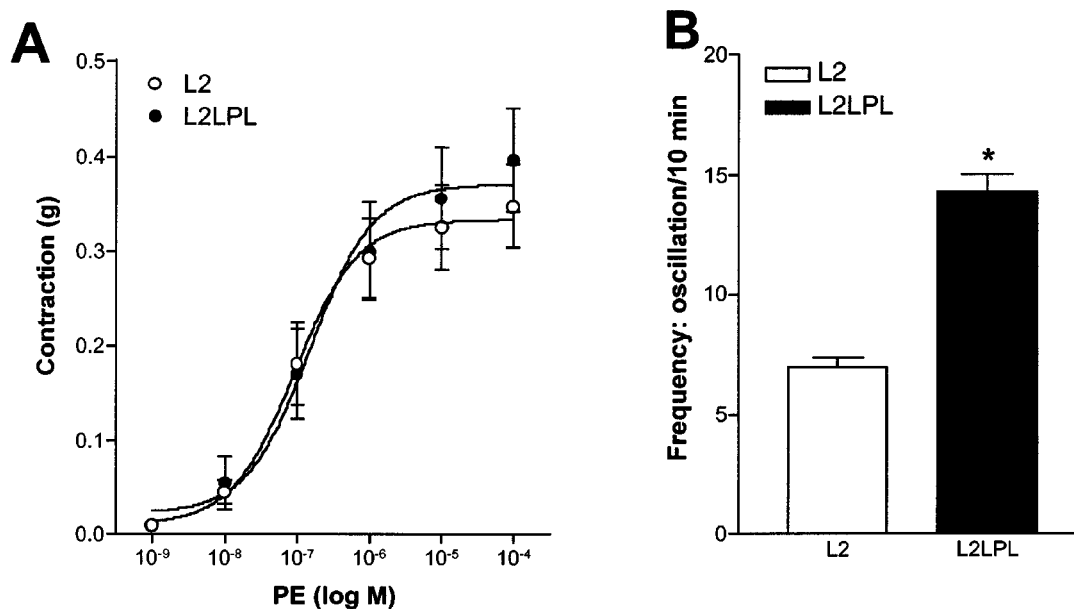 A
0.5
0.4
0.3
0.2
0.1
0.0
Contraction (g)
L2
L2LPL
10⁻⁹ 10⁻⁸ 10⁻⁷ 10⁻⁶ 10⁻⁵ 10⁻⁴
PE (log M)
B
20
15
10
5
0
Frequency: oscillation/10 min
L2
L2LPL
*
L2 L2LPL